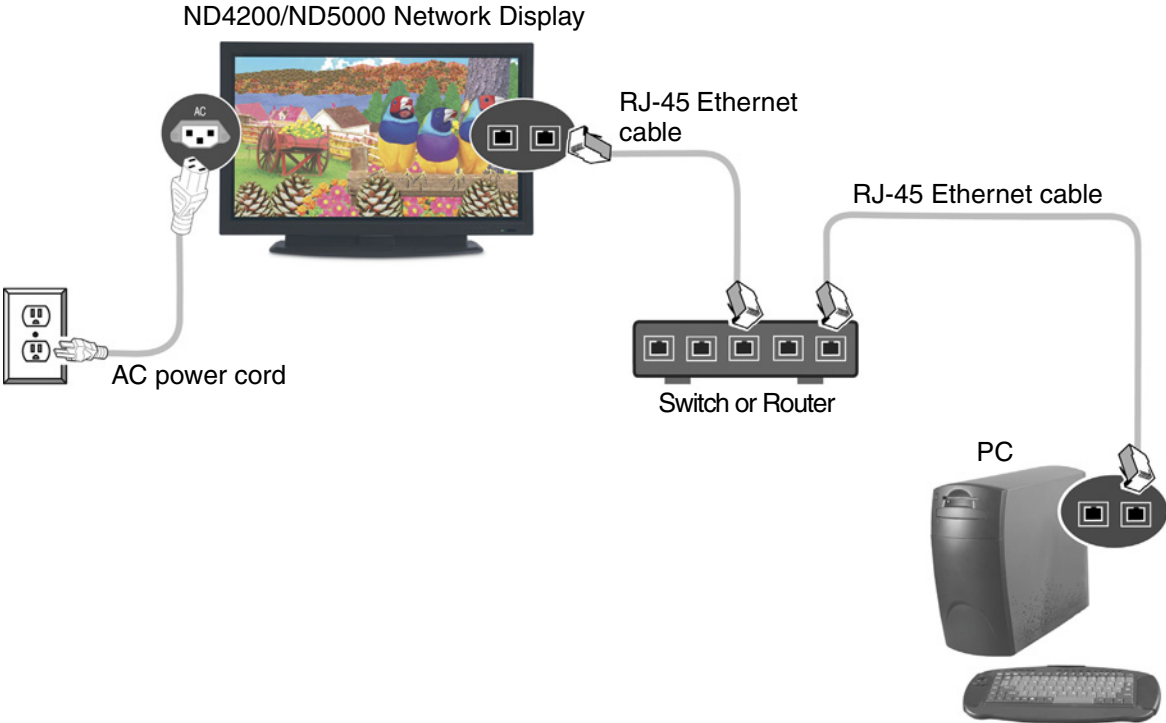 ND4200/ND5000 Network Display
AC
RJ-45 Ethernet
cable
RJ-45 Ethernet cable
AC power cord
Switch or Router
PC